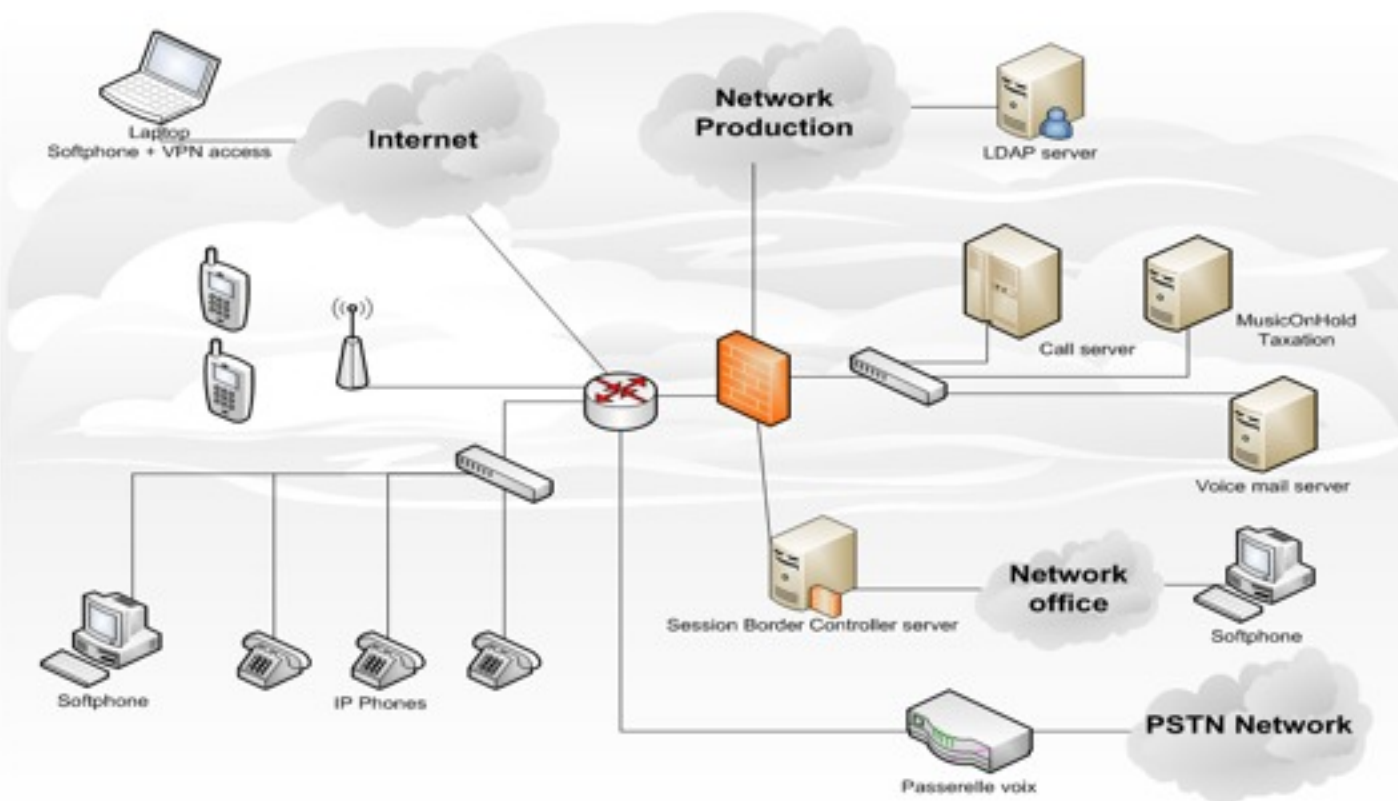 Laptop
Softphone + VPN access
Internet
Network
Production
LDAP server
Call server
MusicOnHold
Taxation
Voice mail server
Session Border Controller server
Network
office
Softphone
Softphone
IP Phones
Passerelle voix
PSTN Network